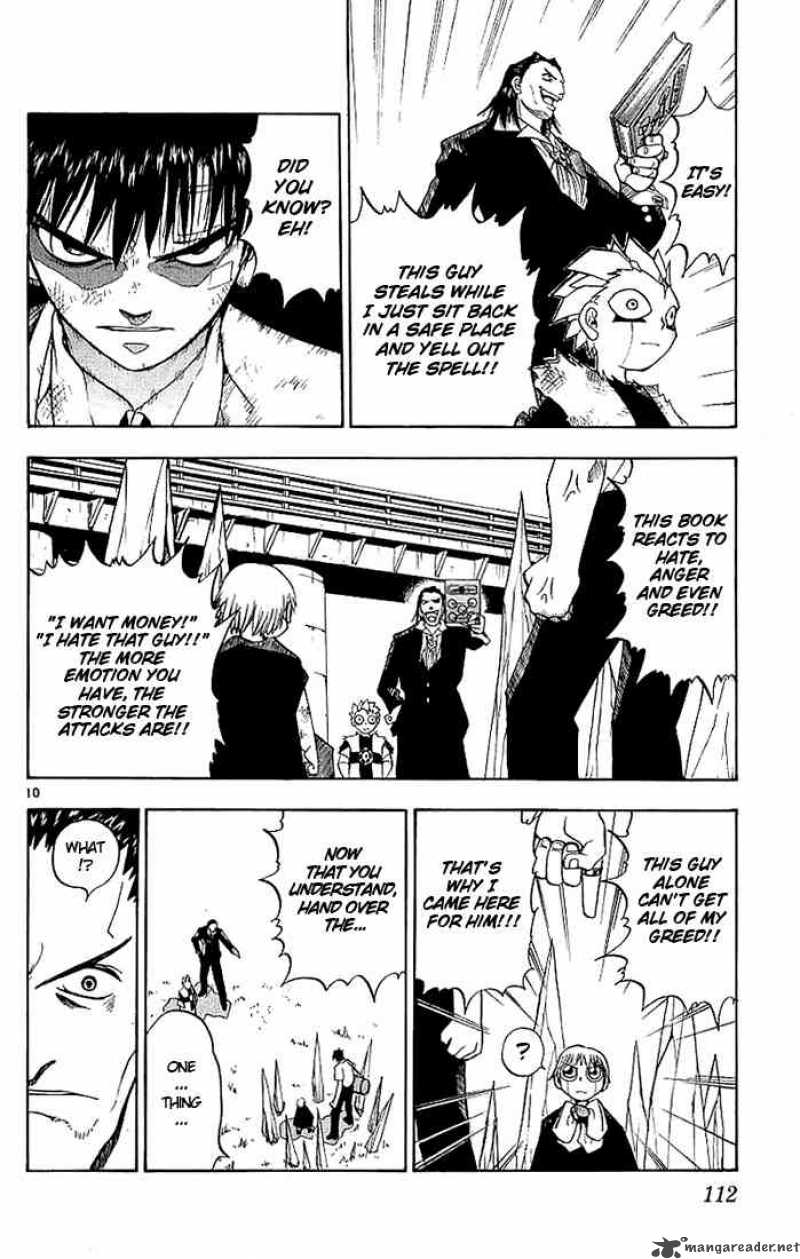 IT'S
EASY!
THIS GUY
STEALS WHILE
I JUST SIT BACK
IN A SAFE PLACE
AND YELL OUT
THE SPELL!!
DID
YOU
KNOW?
EH!
THIS BOOK
REACTS TO
HATE,
ANGER
AND EVEN
GREED!!
"I WANT MONEY!"
"I HATE THAT GUY!!"
THE MORE
EMOTION YOU
HAVE, THE
STRONGER THE
ATTACKS ARE!!
10
THIS GUY
ALONE
CAN'T GET
ALL OF MY
GREED!!
THAT'S
WHY I
CAME HERE
FOR HIM!!!
?
NOW
THAT YOU
UNDERSTAND,
HAND OVER
THE...
ONE
...
THING
...
WHAT
!?
112
mangareader.net